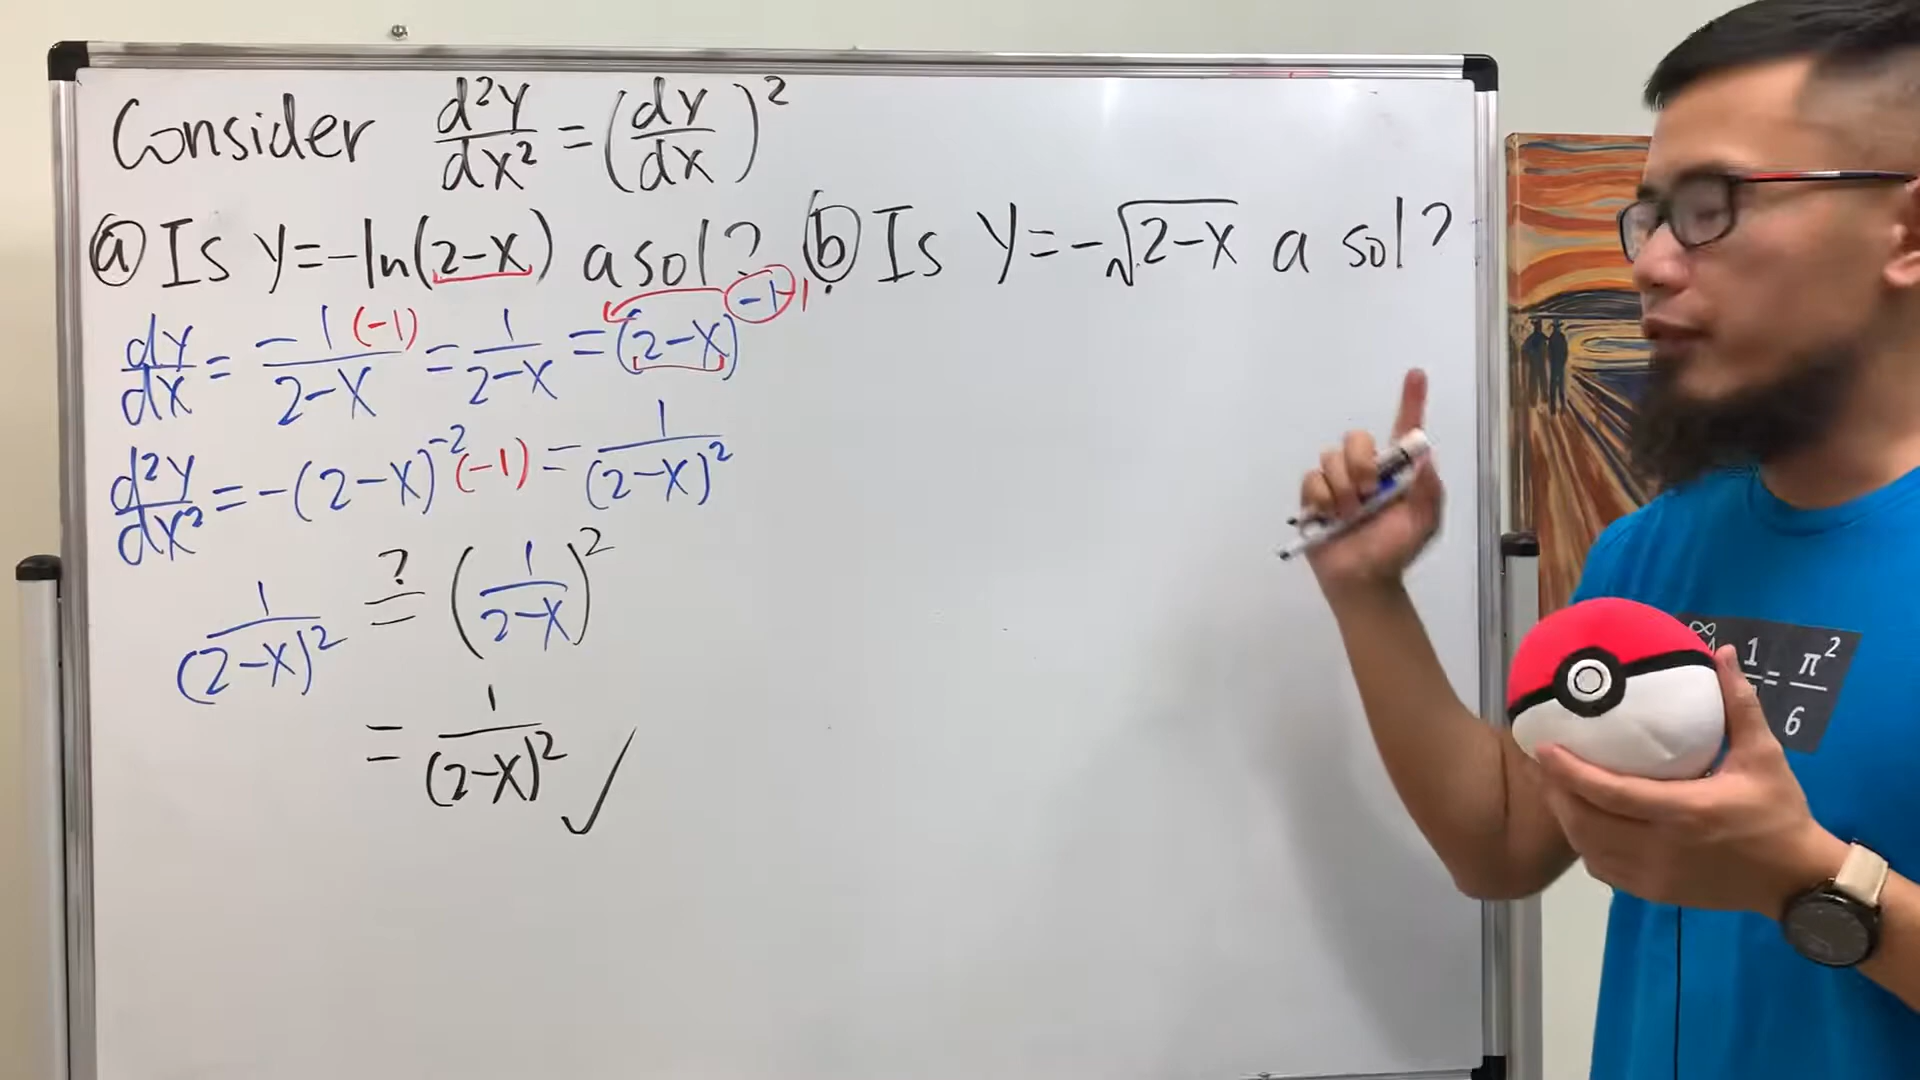 Consider d²y/dx² = (dy/dx)²
ⓐ Is y=-ln(2-x) a sol?
dy/dx = -1(-1)/(2-x) = 1/(2-x) = (2-x)^(-1-1)
d²y/dx² = -(2-x)^(-2) (-1) = 1/(2-x)²
1/(2-x)² ?= (1/(2-x))²
= 1/(2-x)² ✓
ⓑ Is y=-√(2-x) a sol?
∞
1/ = π²/6